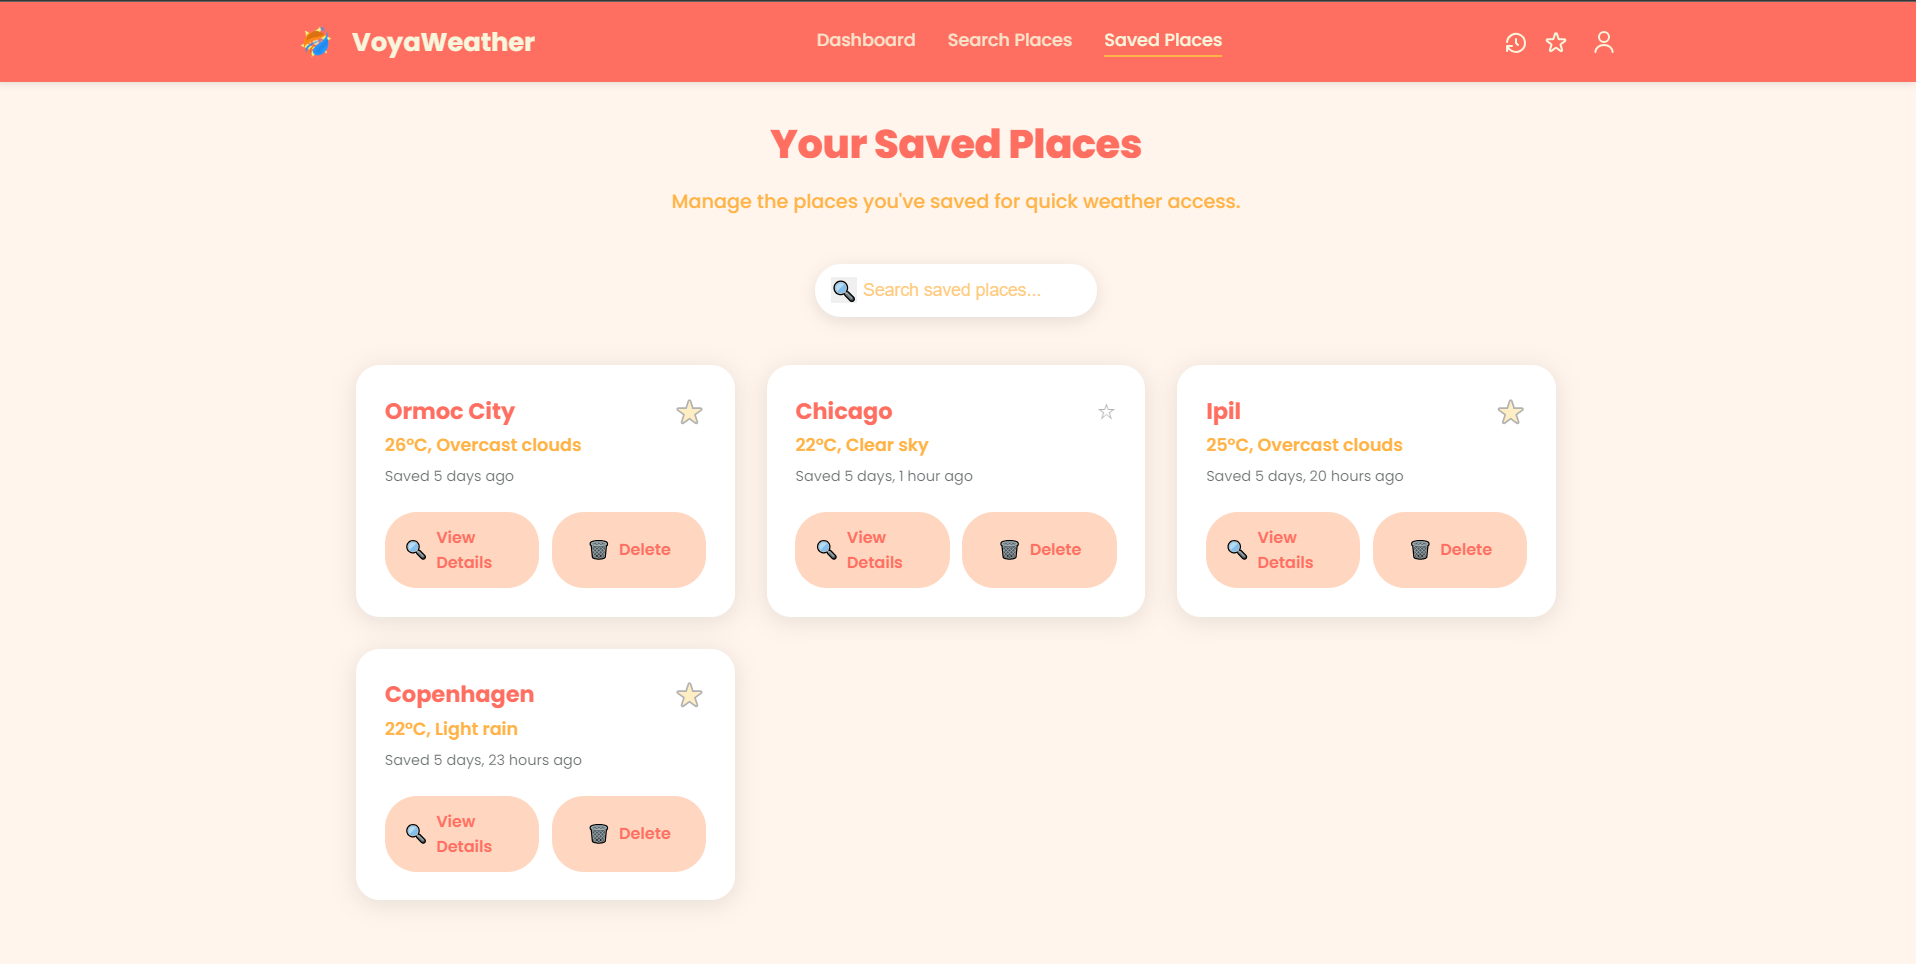 VoyaWeather
Dashboard
Search Places
Saved Places
Your Saved Places
Manage the places you've saved for quick weather access.
Search saved places...
Ormoc City
26°C, Overcast clouds
Saved 5 days ago
View
Details
Delete
Chicago
22°C, Clear sky
Saved 5 days, 1 hour ago
View
Details
Delete
Ipil
25°C, Overcast clouds
Saved 5 days, 20 hours ago
View
Details
Delete
Copenhagen
22°C, Light rain
Saved 5 days, 23 hours ago
View
Details
Delete